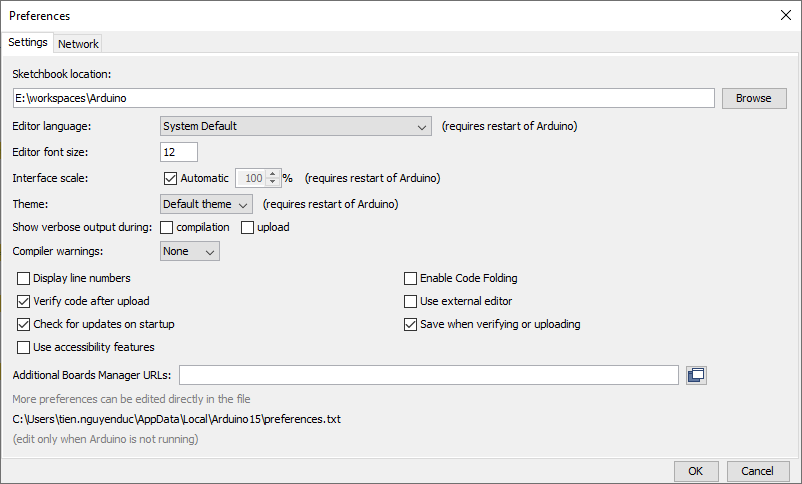 Preferences
Settings Network
Sketchbook location:
E:\workspaces\Arduino Browse
Editor language: System Default (requires restart of Arduino)
Editor font size: 12
Interface scale: Automatic 100 % (requires restart of Arduino)
Theme: Default theme (requires restart of Arduino)
Show verbose output during: compilation upload
Compiler warnings: None
Display line numbers Enable Code Folding
Verify code after upload Use external editor
Check for updates on startup Save when verifying or uploading
Use accessibility features
Additional Boards Manager URLs:
More preferences can be edited directly in the file
C:\Users\tien.nguyenduc\AppData\Local\Arduino15\preferences.txt
(edit only when Arduino is not running)
OK Cancel